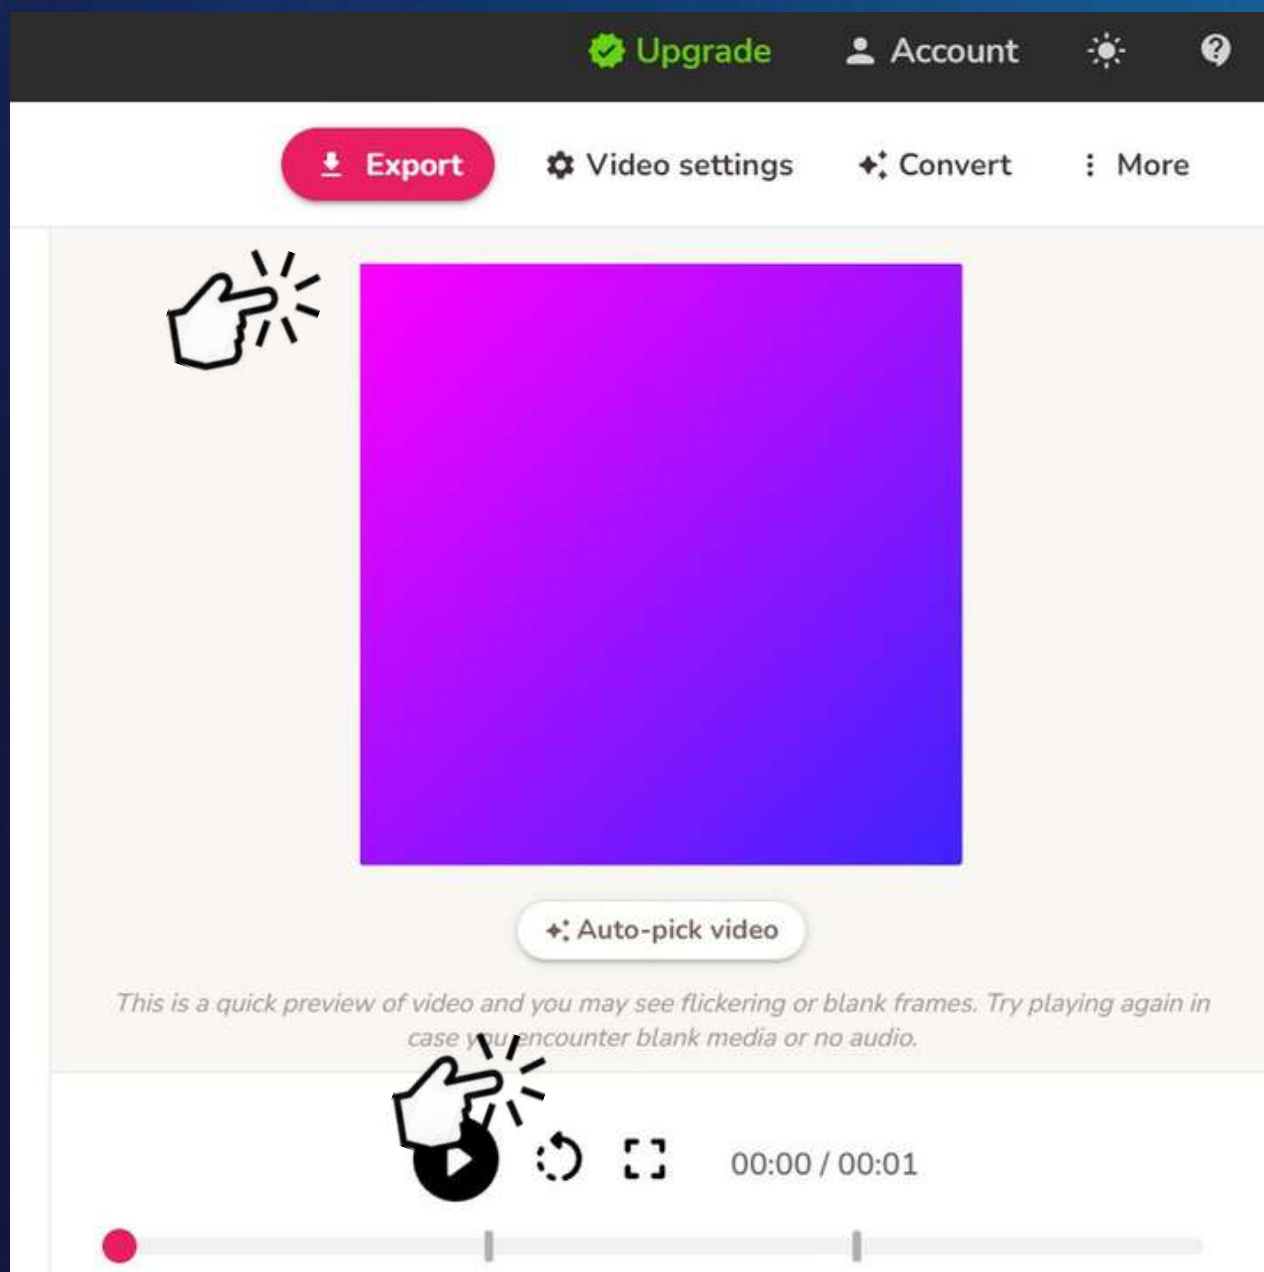 Upgrade Account
Export Video settings Convert More
Auto-pick video
This is a quick preview of video and you may see flickering or blank frames. Try playing again in
case you encounter blank media or no audio.
00:00 / 00:01